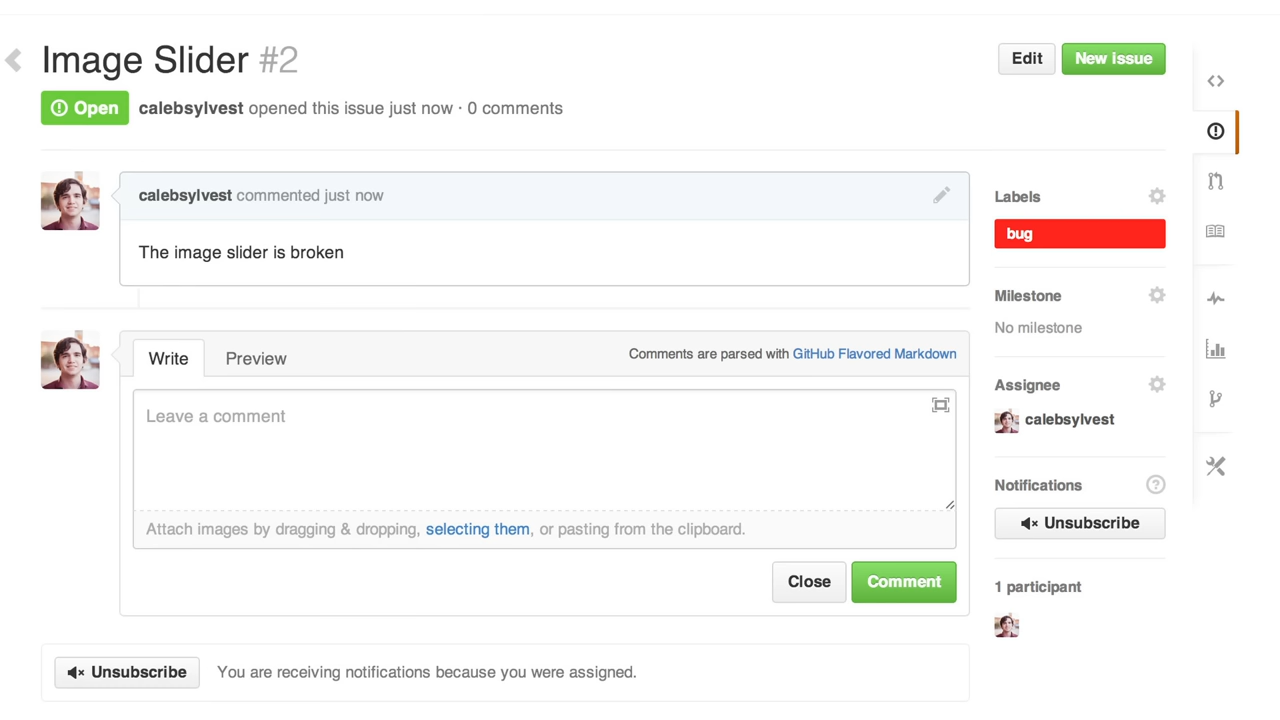 Image Slider #2
Edit
New issue
Open
calebsylvest opened this issue just now · 0 comments
calebsylvest commented just now
The image slider is broken
Labels
bug
Milestone
No milestone
Assignee
calebsylvest
Notifications
Unsubscribe
1 participant
Write
Preview
Comments are parsed with GitHub Flavored Markdown
Leave a comment
Attach images by dragging & dropping, selecting them, or pasting from the clipboard.
Close
Comment
Unsubscribe
You are receiving notifications because you were assigned.